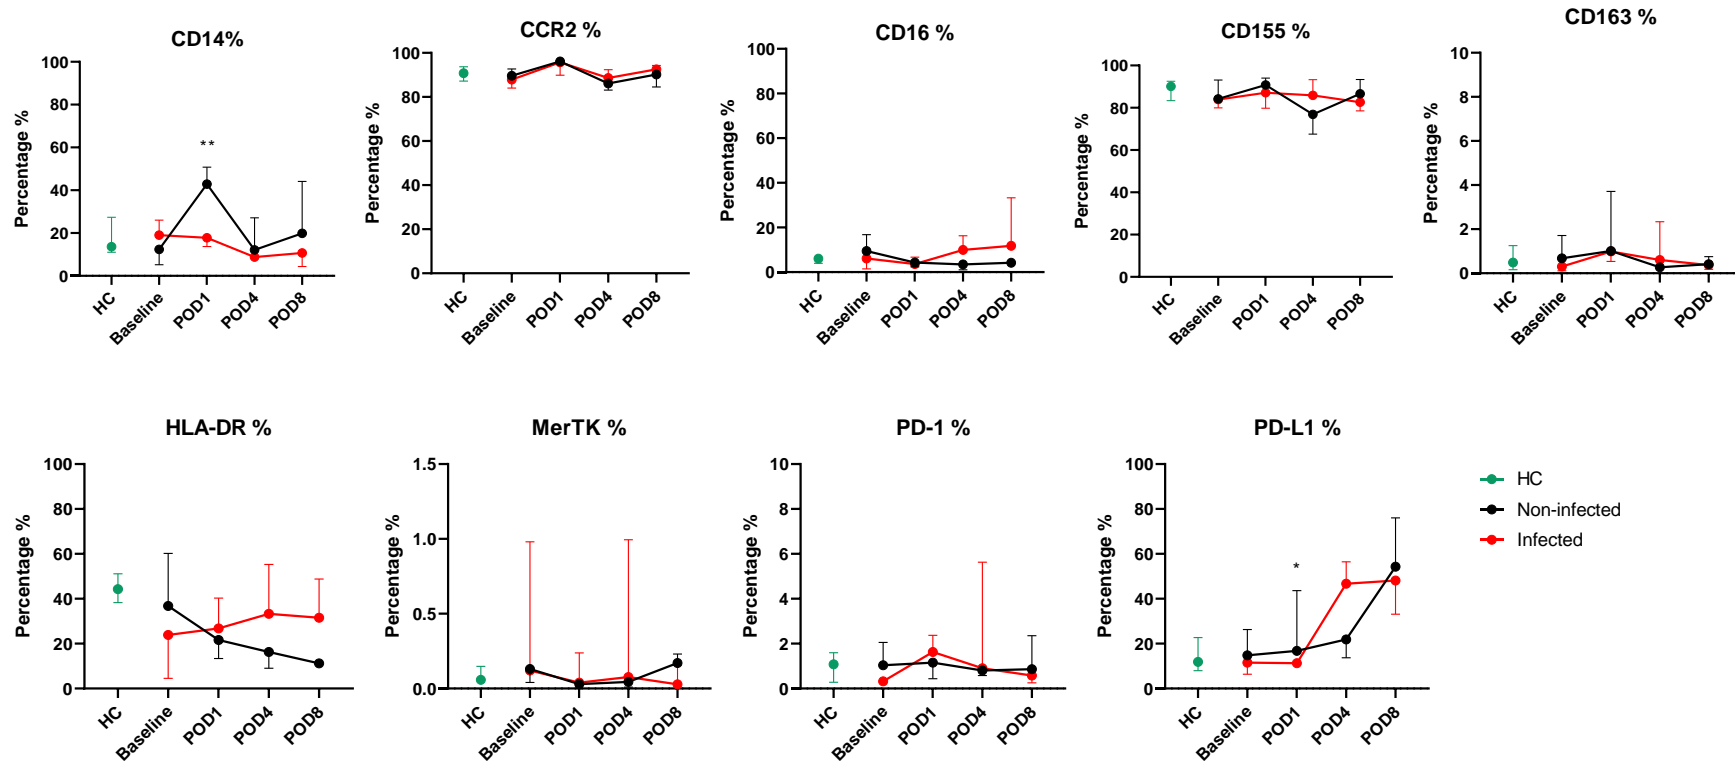 CD14%
Percentage %
100
80
60
40
20
0
**
HC
Baseline
POD1
POD4
POD8
CCR2 %
Percentage %
100
80
60
40
20
0
HC
Baseline
POD1
POD4
POD8
CD16 %
Percentage %
100
80
60
40
20
0
HC
Baseline
POD1
POD4
POD8
CD155 %
Percentage %
100
80
60
40
20
0
HC
Baseline
POD1
POD4
POD8
CD163 %
Percentage %
10
8
6
4
2
0
HC
Baseline
POD1
POD4
POD8
HLA-DR %
Percentage %
100
80
60
40
20
0
HC
Baseline
POD1
POD4
POD8
MerTK %
Percentage %
1.5
1.0
0.5
0.0
HC
Baseline
POD1
POD4
POD8
PD-1 %
Percentage %
10
8
6
4
2
0
HC
Baseline
POD1
POD4
POD8
PD-L1 %
Percentage %
100
80
60
40
20
0
*
HC
Baseline
POD1
POD4
POD8
HC
Non-infected
Infected